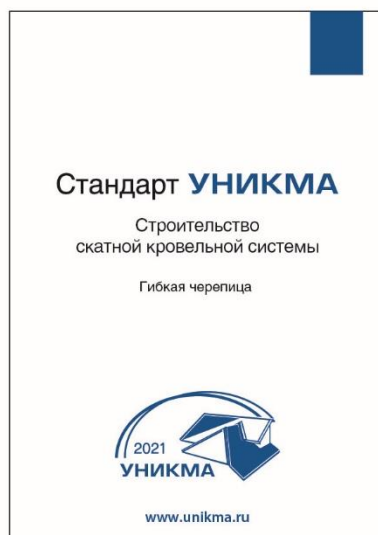 Стандарт УНИКМА
Строительство
скатной кровельной системы
Гибкая черепица
2021
УНИКМА
www.unikma.ru